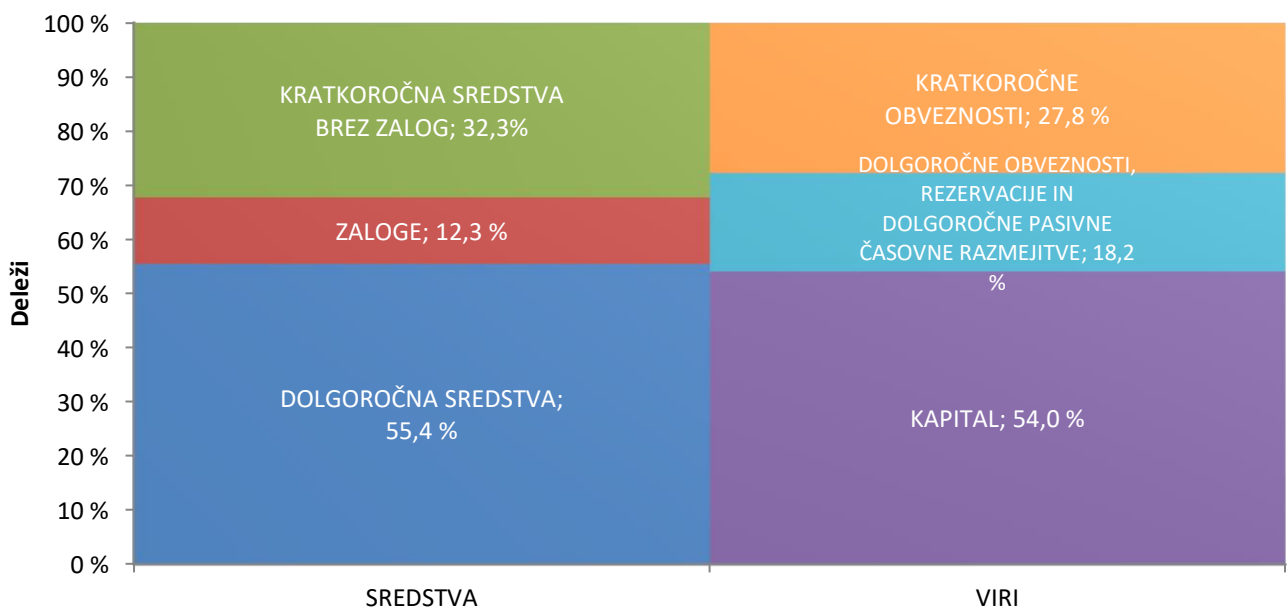 100 %
90 %
80 %
70 %
60 %
50 %
40 %
30 %
20 %
10 %
0 %
Deleži
KRATKOROČNA SREDSTVA
BREZ ZALOG; 32,3%
ZALOGE; 12,3 %
DOLGOROČNA SREDSTVA;
55,4 %
KRATKOROČNE
OBVEZNOSTI; 27,8 %
DOLGOROČNE OBVEZNOSTI,
REZERVACIJE IN
DOLGOROČNE PASIVNE
ČASOVNE RAZMEJITVE; 18,2
%
KAPITAL; 54,0 %
SREDSTVA
VIRI